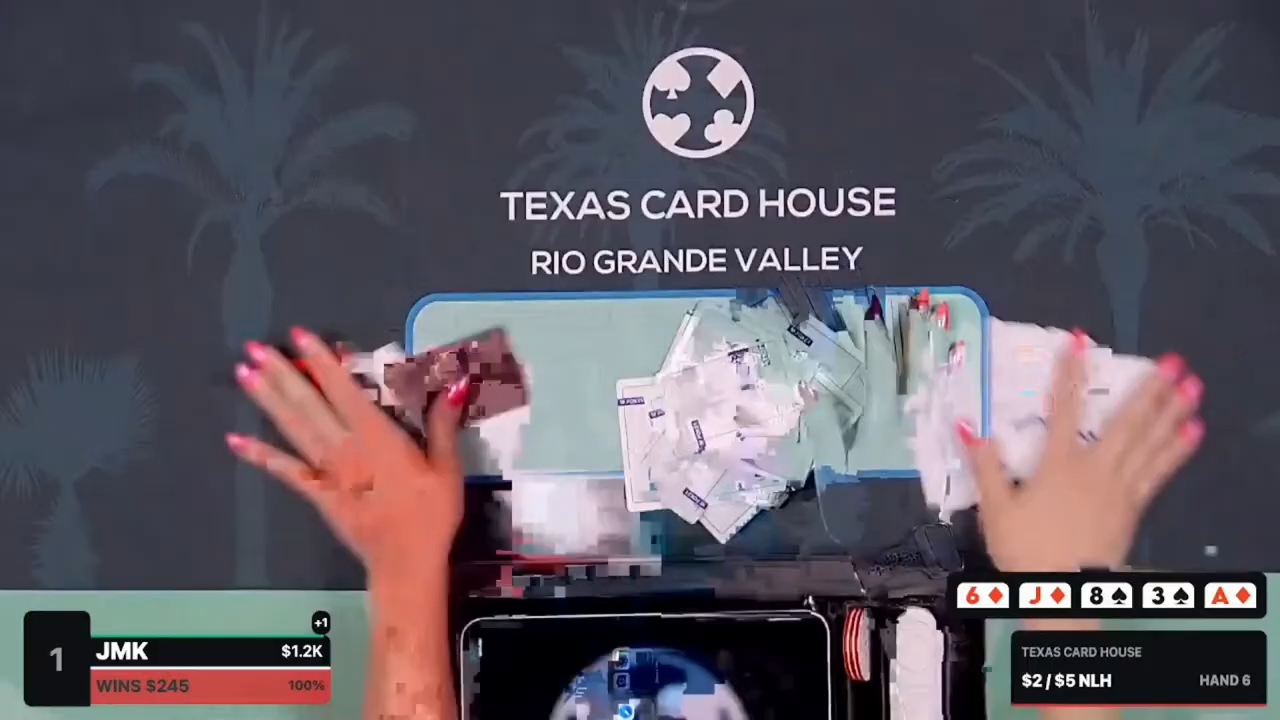 TEXAS CARD HOUSE
RIO GRANDE VALLEY
6♦ J♦ 8♠ 3♠ A♦
+1
1
JMK $1.2K
WINS $245 100%
TEXAS CARD HOUSE
$2 / $5 NLH HAND 6